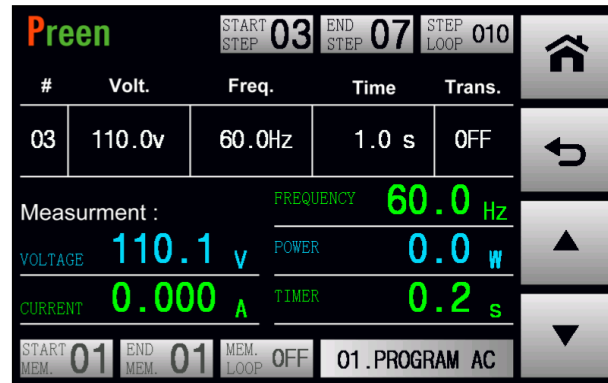 Preen START STEP 03 END STEP 07 STEP LOOP 010
# Volt. Freq. Time Trans.
03 110.0v 60.0Hz 1.0 s OFF
Measurment :
FREQUENCY 60.0 Hz
VOLTAGE 110.1 V POWER 0.0 W
CURRENT 0.000 A TIMER 0.2 s
START MEM. 01 END MEM. 01 MEM. LOOP OFF 01.PROGRAM AC